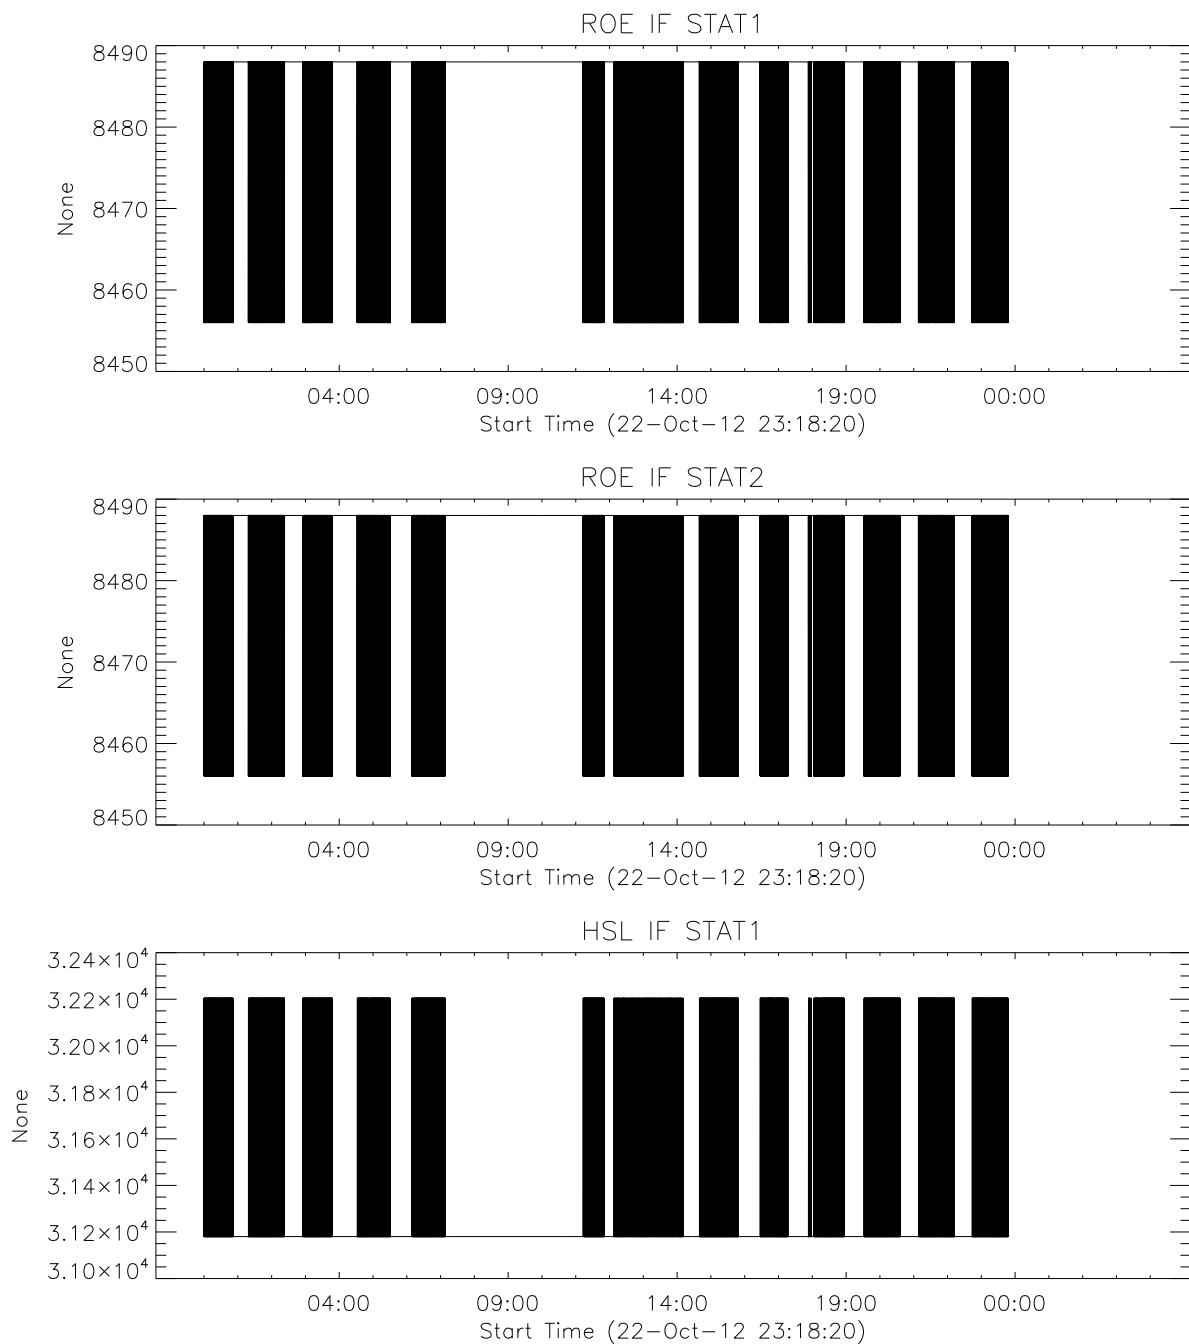 ROE IF STAT1
8490
8480
8470
8460
8450
None
04:00 09:00 14:00 19:00 00:00
Start Time (22-Oct-12 23:18:20)
ROE IF STAT2
8490
8480
8470
8460
8450
None
04:00 09:00 14:00 19:00 00:00
Start Time (22-Oct-12 23:18:20)
HSL IF STAT1
3.24×10⁴
3.22×10⁴
3.20×10⁴
3.18×10⁴
3.16×10⁴
3.14×10⁴
3.12×10⁴
3.10×10⁴
None
04:00 09:00 14:00 19:00 00:00
Start Time (22-Oct-12 23:18:20)